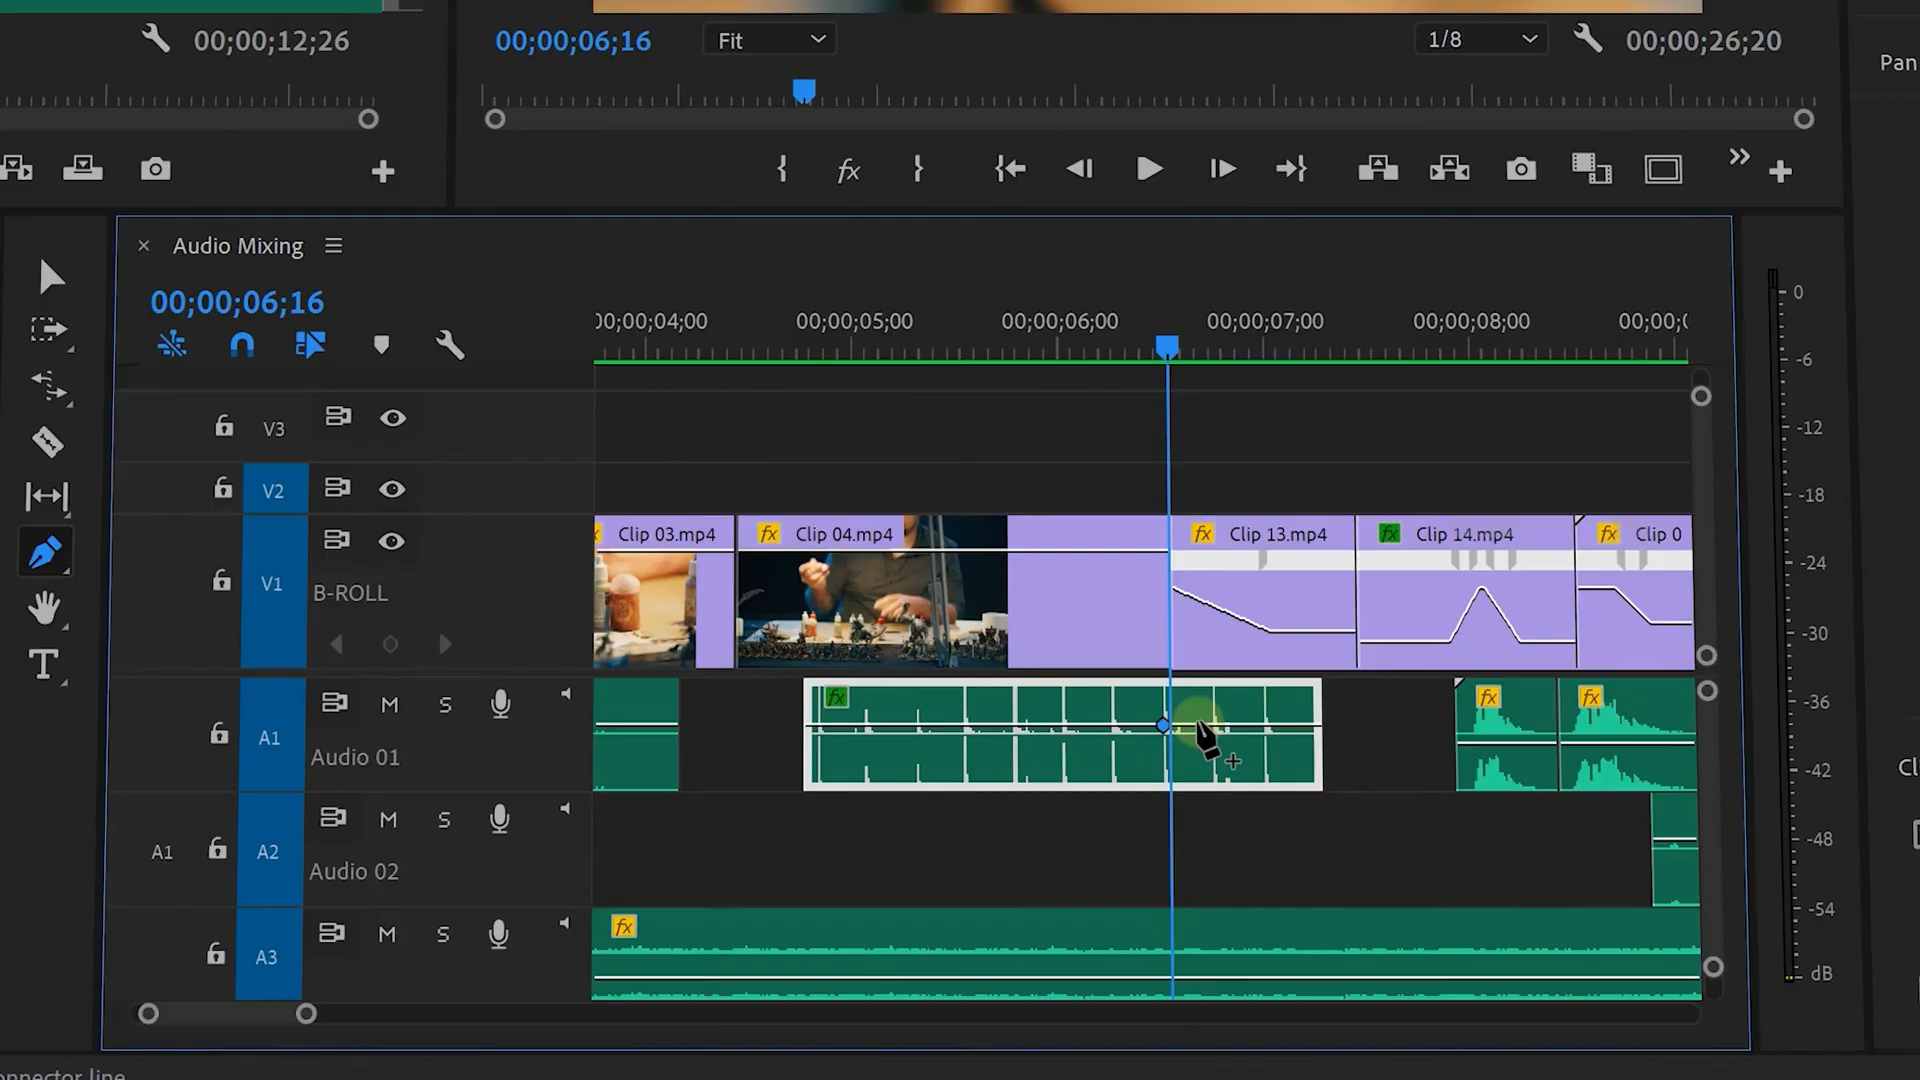 00;00;12;26
00;00;06;16
Fit
1/8
00;00;26;20
Pan
{ fx }
Audio Mixing
00;00;06;16
00;00;04;00
00;00;05;00
00;00;06;00
00;00;07;00
00;00;08;00
00;00;0
0
-6
-12
-18
-24
-30
-36
-42
-48
-54
dB
V3
V2
fx Clip 03.mp4
fx Clip 04.mp4
fx Clip 13.mp4
fx Clip 14.mp4
fx Clip 0
V1
B-ROLL
T
A1
M S
Audio 01
fx
fx
fx
Cl
A1
A2
M S
Audio 02
A3
M S
fx
onnector line